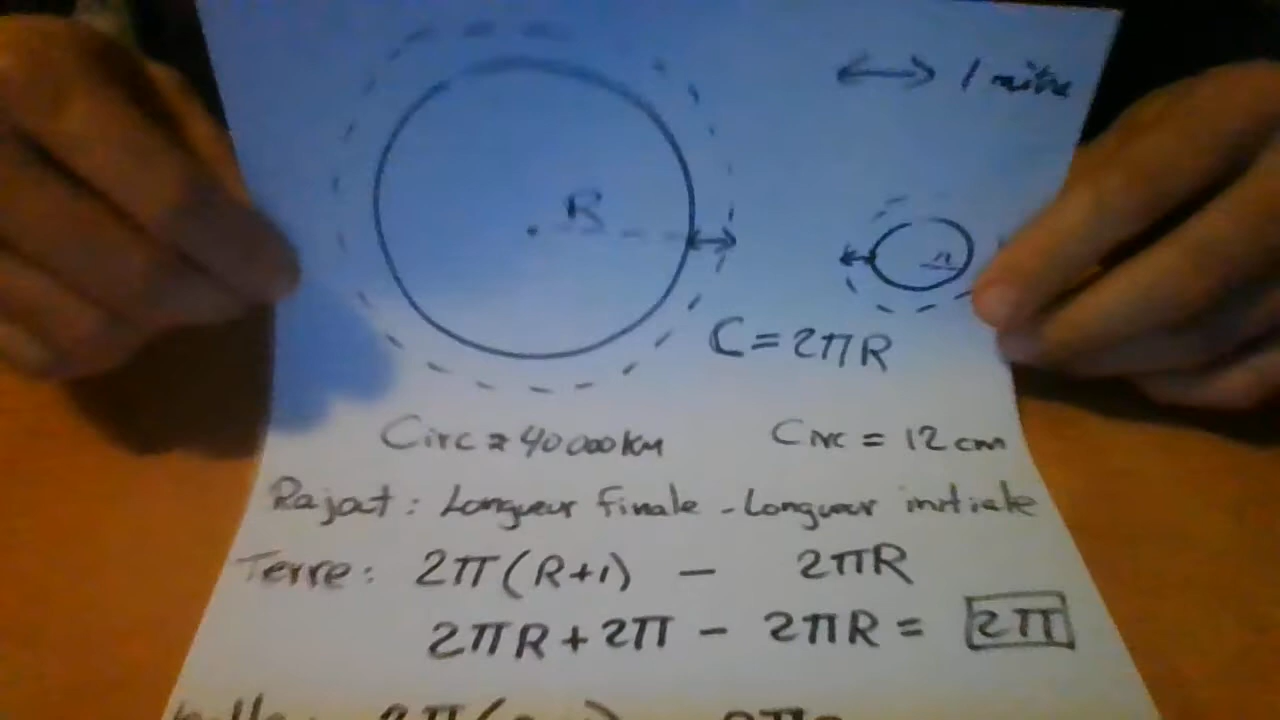 1 mètre
R
r
C = 2πR
Circ ≈ 40 000 km Circ = 12 cm
Rajout : Longueur finale - Longueur initiale
Terre : 2π(R+1) - 2πR
2πR + 2π - 2πR = 2π